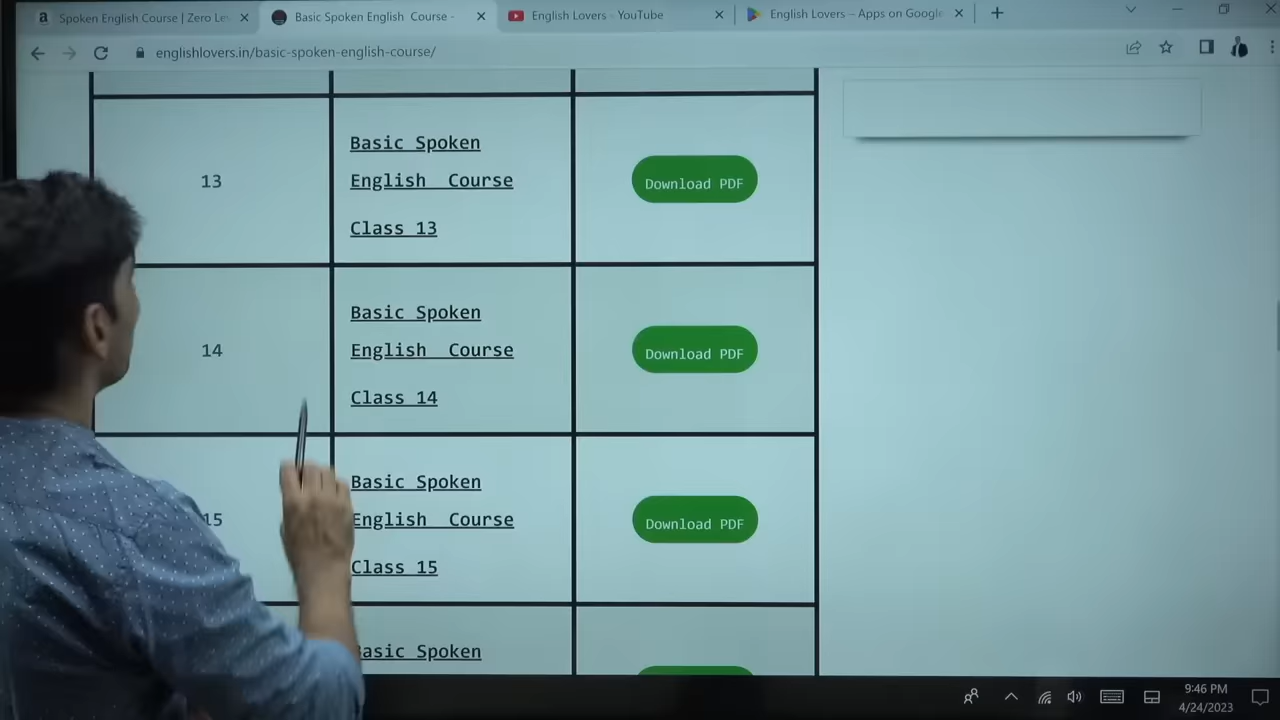 Spoken English Course | Zero Lev
Basic Spoken English Course -
English Lovers - YouTube
English Lovers – Apps on Google
englishlovers.in/basic-spoken-english-course/
13
Basic Spoken
English Course
Class 13
Download PDF
14
Basic Spoken
English Course
Class 14
Download PDF
15
Basic Spoken
English Course
Class 15
Download PDF
Basic Spoken
9:46 PM
4/24/2023